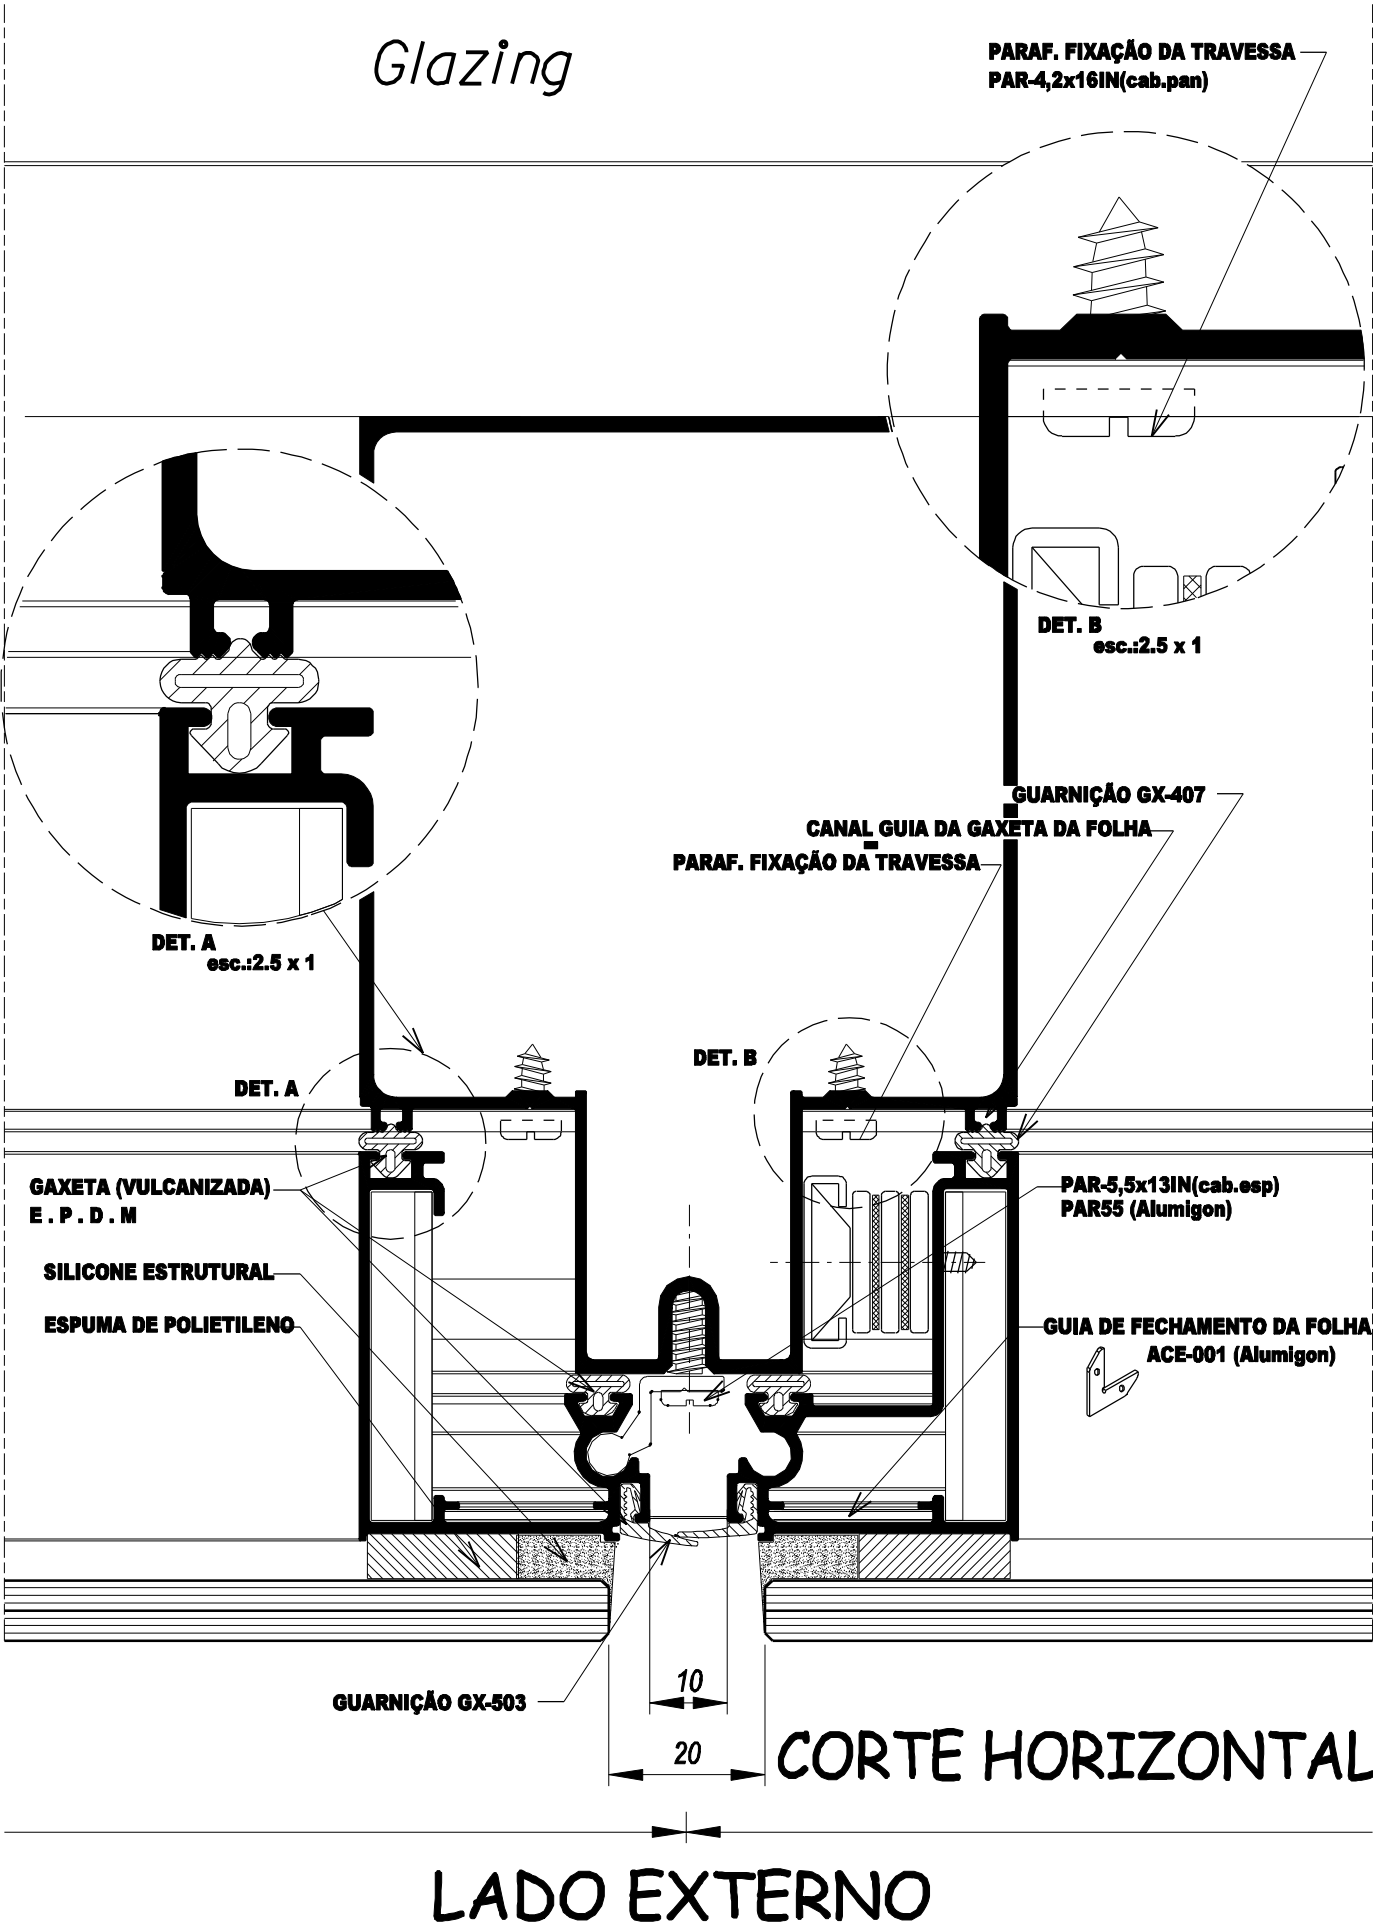 Glazing
PARAF. FIXAÇÃO DA TRAVESSA
PAR-4,2x16IN(cab.pan)
DET. B
esc.:2.5 x 1
GUARNIÇÃO GX-407
CANAL GUIA DA GAXETA DA FOLHA
PARAF. FIXAÇÃO DA TRAVESSA
DET. A
esc.:2.5 x 1
DET. B
DET. A
GAXETA (VULCANIZADA)
E . P . D . M
PAR-5,5x13IN(cab.esp)
PAR55 (Alumigon)
SILICONE ESTRUTURAL
ESPUMA DE POLIETILENO
GUIA DE FECHAMENTO DA FOLHA
ACE-001 (Alumigon)
10
GUARNIÇÃO GX-503
20
CORTE HORIZONTAL
LADO EXTERNO